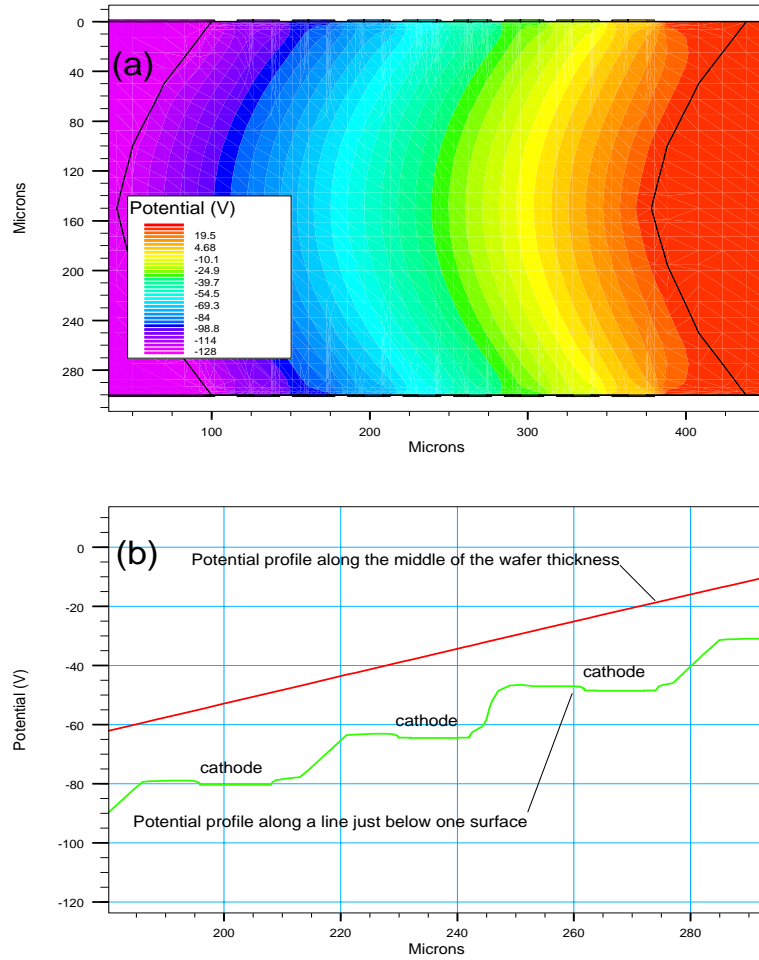 0
40
80
120
160
200
240
280
Microns
(a)
Potential (V)
19.5
4.68
-10.1
-24.9
-39.7
-54.5
-69.3
-84
-98.8
-114
-128
100
200
300
400
Microns
(b)
0
-20
-40
-60
-80
-100
-120
Potential (V)
Potential profile along the middle of the wafer thickness
cathode
cathode
cathode
Potential profile along a line just below one surface
200
220
240
260
280
Microns